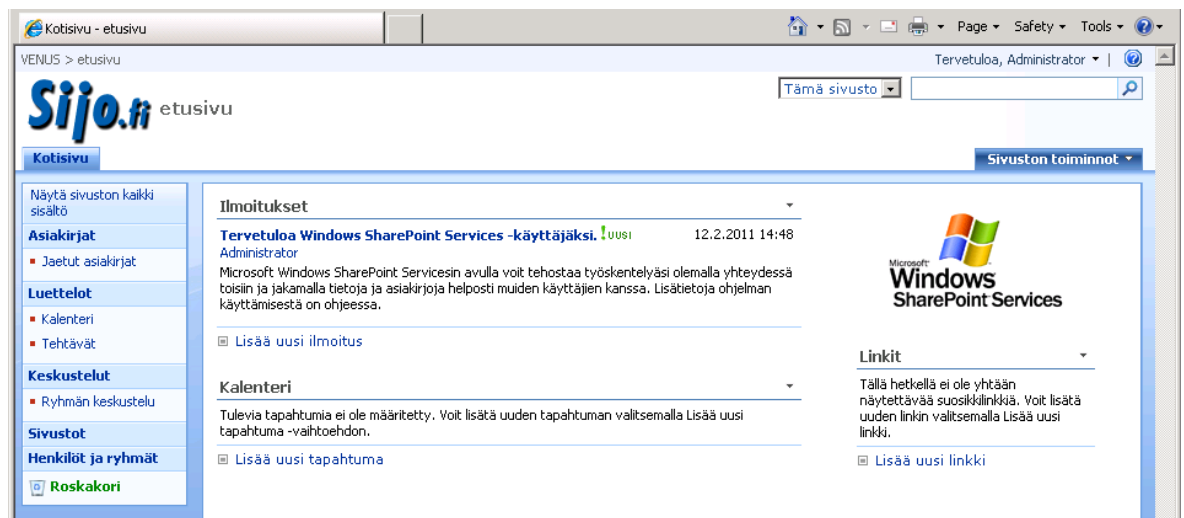 Kotisivu - etusivu
Page Safety Tools
VENUS > etusivu
Tervetuloa, Administrator |
Sijo.fi etusivu
Tämä sivusto
Kotisivu
Sivuston toiminnot
Näytä sivuston kaikki
sisältö
Asiakirjat
Jaetut asiakirjat
Luettelot
Kalenteri
Tehtävät
Keskustelut
Ryhmän keskustelu
Sivustot
Henkilöt ja ryhmät
Roskakori
Ilmoitukset
Tervetuloa Windows SharePoint Services -käyttäjäksi. ! uusi 12.2.2011 14:48
Administrator
Microsoft Windows SharePoint Servicesin avulla voit tehostaa työskentelyäsi olemalla yhteydessä
toisiin ja jakamalla tietoja ja asiakirjoja helposti muiden käyttäjien kanssa. Lisätietoja ohjelman
käyttämisestä on ohjeessa.
Lisää uusi ilmoitus
Kalenteri
Tulevia tapahtumia ei ole määritetty. Voit lisätä uuden tapahtuman valitsemalla Lisää uusi
tapahtuma -vaihtoehdon.
Lisää uusi tapahtuma
Microsoft
Windows
SharePoint Services
Linkit
Tällä hetkellä ei ole yhtään
näytettävää suosikkilinkkiä. Voit lisätä
uuden linkin valitsemalla Lisää uusi
linkki.
Lisää uusi linkki